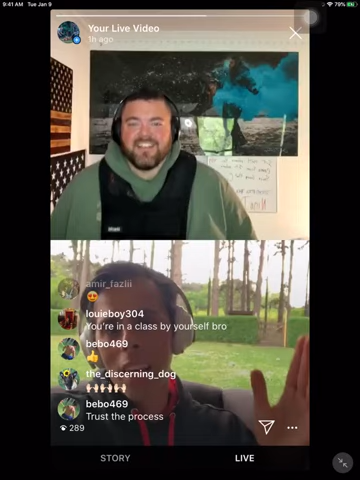 9:41 AM Tue Jan 9
79%
Your Live Video
1h ago
amir_fazlii
louieboy304
You're in a class by yourself bro
bebo469
the_discerning_dog
bebo469
Trust the process
289
STORY
LIVE